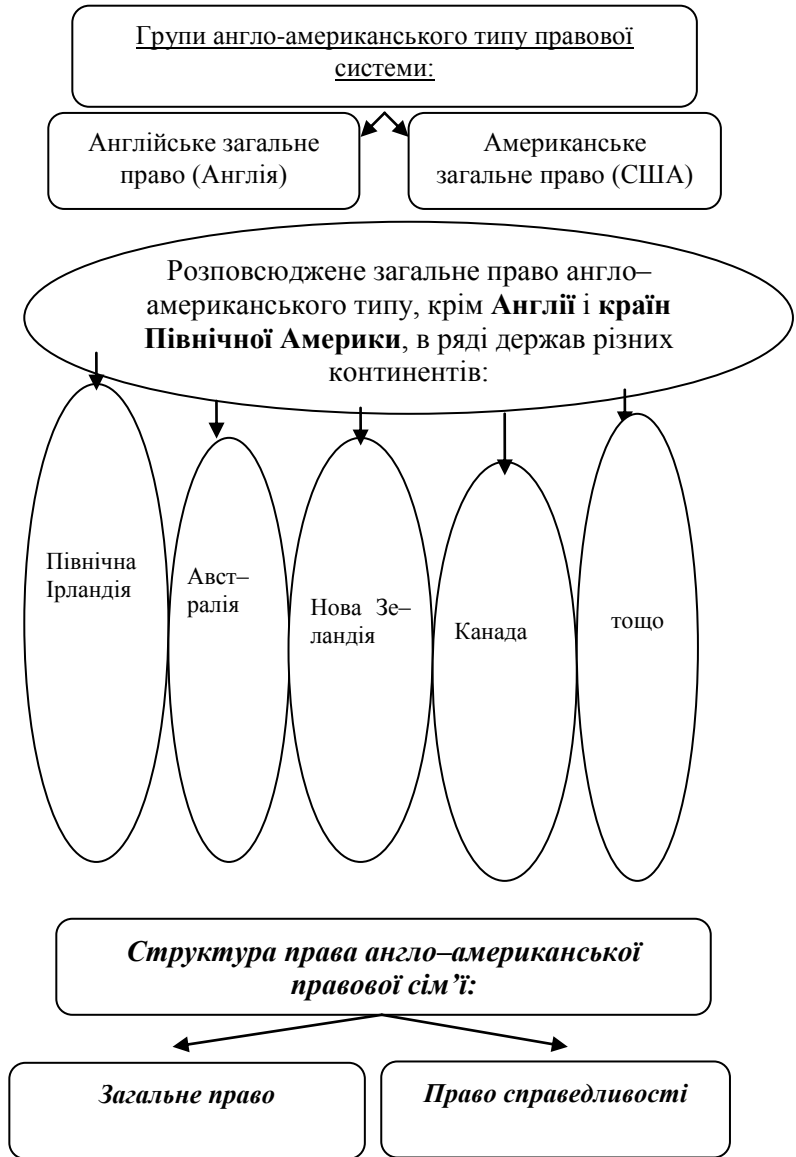 Групи англо-американського типу правової
системи:
Англійське загальне
право (Англія)
Американське
загальне право (США)
Розповсюджене загальне право англо–
американського типу, крім Англії і країн
Північної Америки, в ряді держав різних
континентів:
Північна
Ірландія
Авст–
ралія
Нова Зе–
ландія
Канада
тощо
Структура права англо–американської
правової сім’ї:
Загальне право
Право справедливості